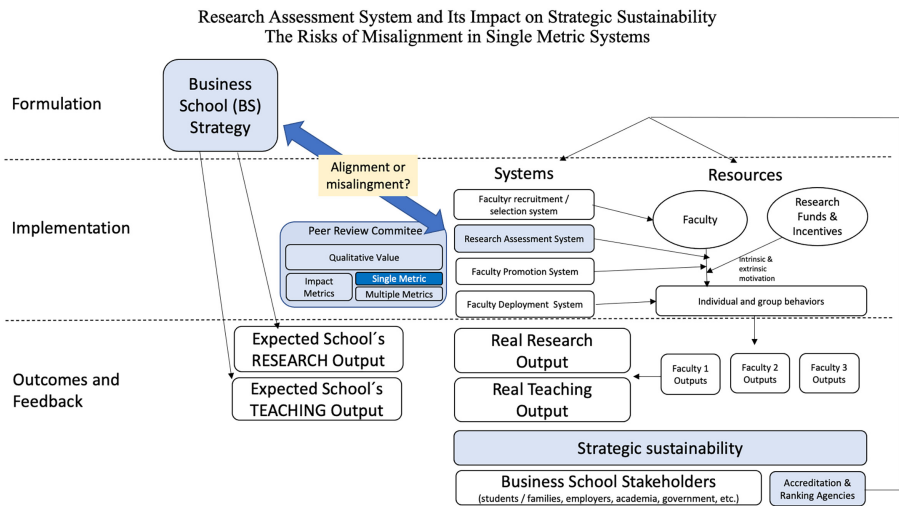 Research Assessment System and Its Impact on Strategic Sustainability
The Risks of Misalignment in Single Metric Systems
Formulation
Business
School (BS)
Strategy
Alignment or
misalingment?
Systems
Resources
Implementation
Facultyr recruitment /
selection system
Faculty
Research
Funds &
Incentives
Peer Review Commitee
Qualitative Value
Impact
Metrics
Single Metric
Multiple Metrics
Research Assessment System
Faculty Promotion System
Intrinsic &
extrinsic
motivation
Faculty Deployment System
Individual and group behaviors
Outcomes and
Feedback
Expected School´s
RESEARCH Output
Expected School´s
TEACHING Output
Real Research
Output
Real Teaching
Output
Faculty 1
Outputs
Faculty 2
Outputs
Faculty 3
Outputs
Strategic sustainability
Business School Stakeholders
(students / families, employers, academia, government, etc.)
Accreditation &
Ranking Agencies